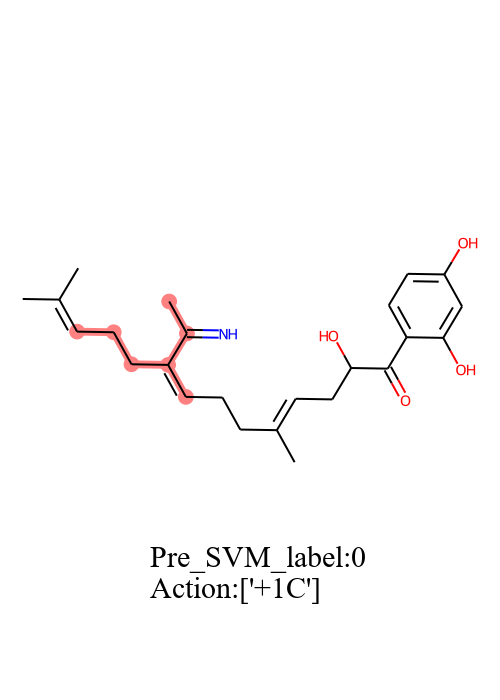 OH
NH
HO
OH
O
Pre_SVM_label:0
Action:['+1C']